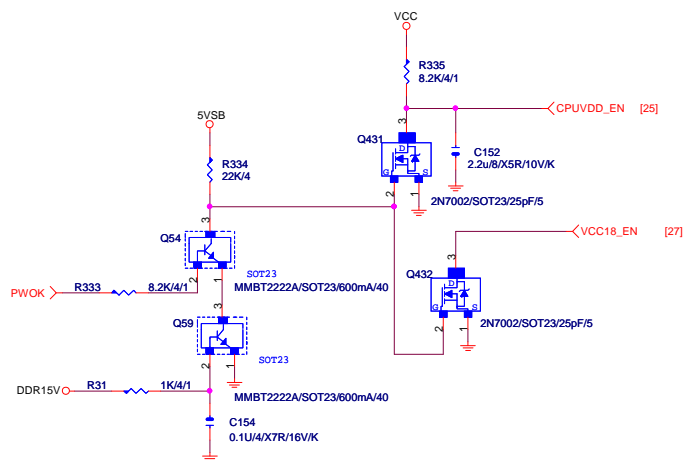 VCC
R335
8.2K/4/1
CPUVDD_EN [25]
3
5VSB
Q431
D
G
S
C152
2.2u/8/X5R/10V/K
R334
22K/4
2
1
2N7002/SOT23/25pF/5
3
VCC18_EN [27]
Q54
SOT23
Q432
3
D
G
S
PWOK
R333
8.2K/4/1
2
1
MMBT2222A/SOT23/600mA/40
3
Q59
2
1
2N7002/SOT23/25pF/5
SOT23
2
1
DDR15V
R31
1K/4/1
MMBT2222A/SOT23/600mA/40
C154
0.1U/4/X7R/16V/K